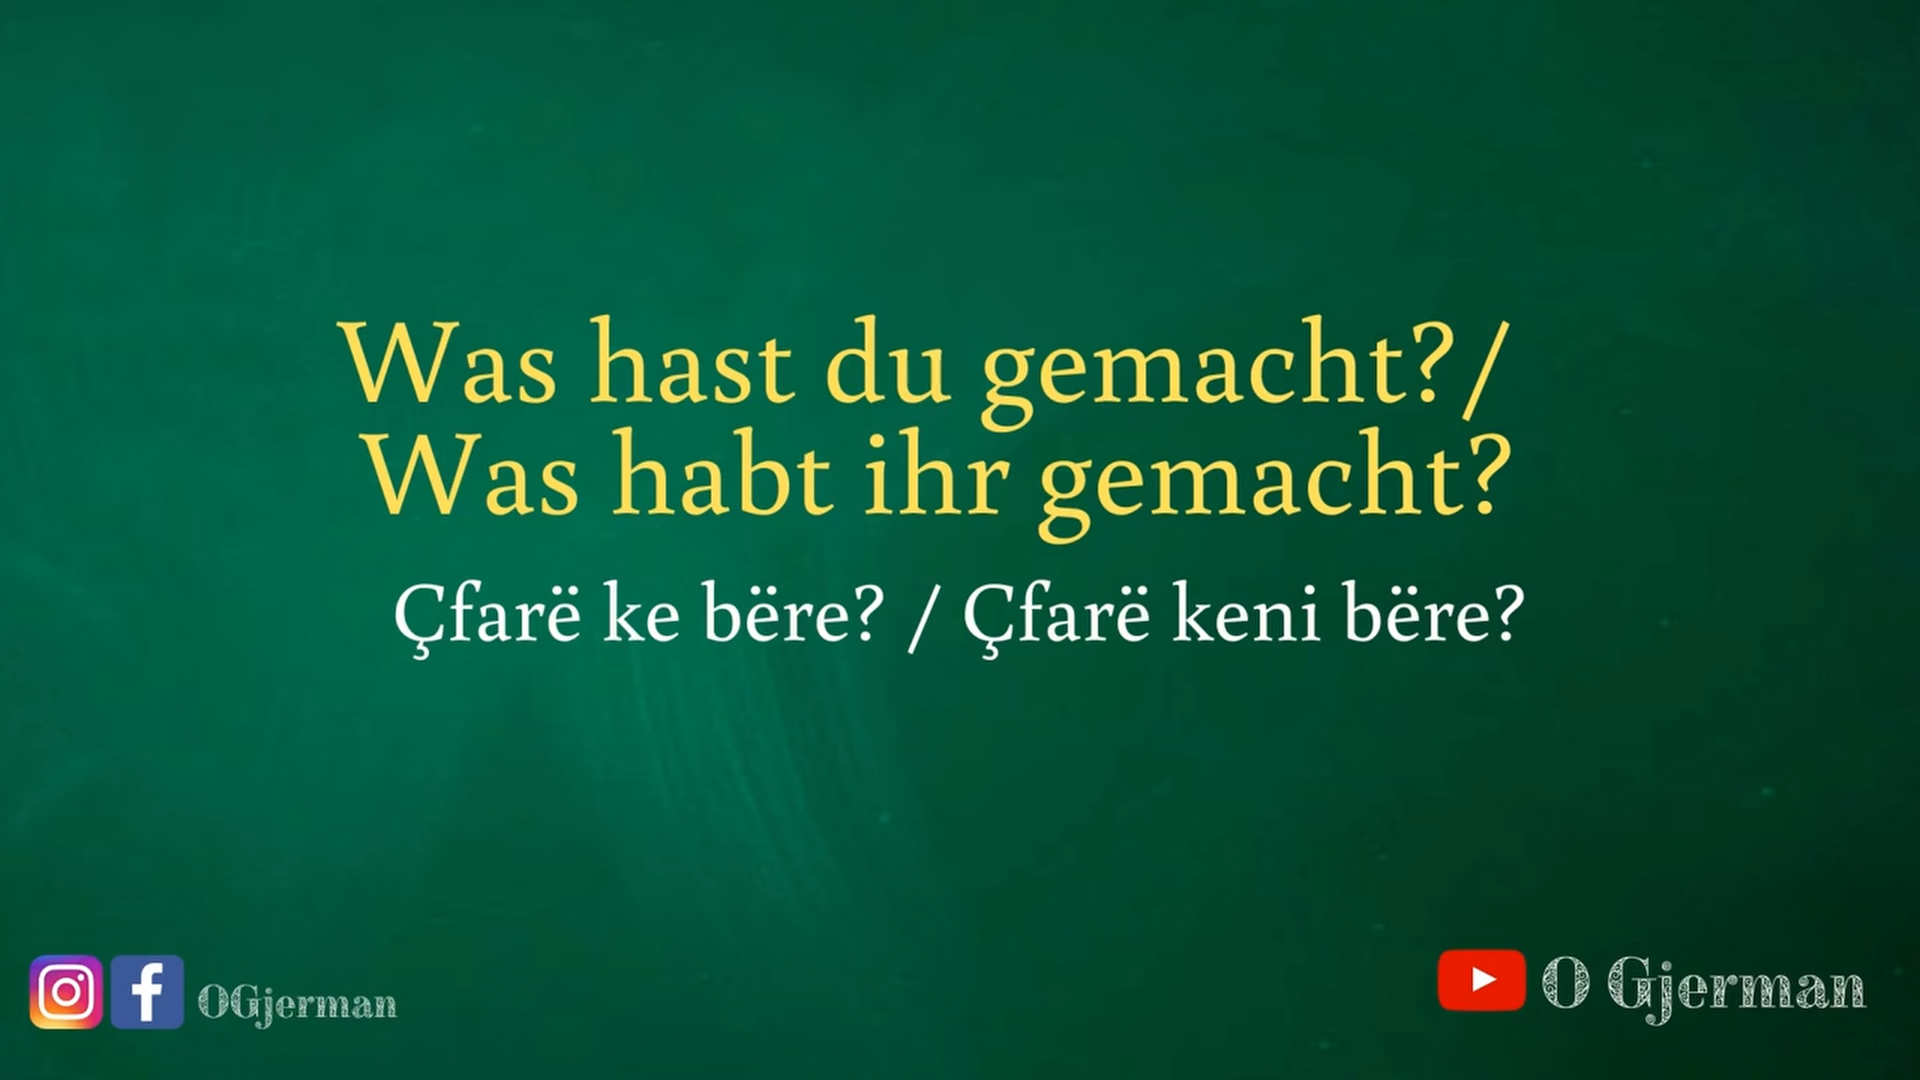 Was hast du gemacht?/
Was habt ihr gemacht?
Çfarë ke bëre? / Çfarë keni bëre?
OGjerman
O Gjerman